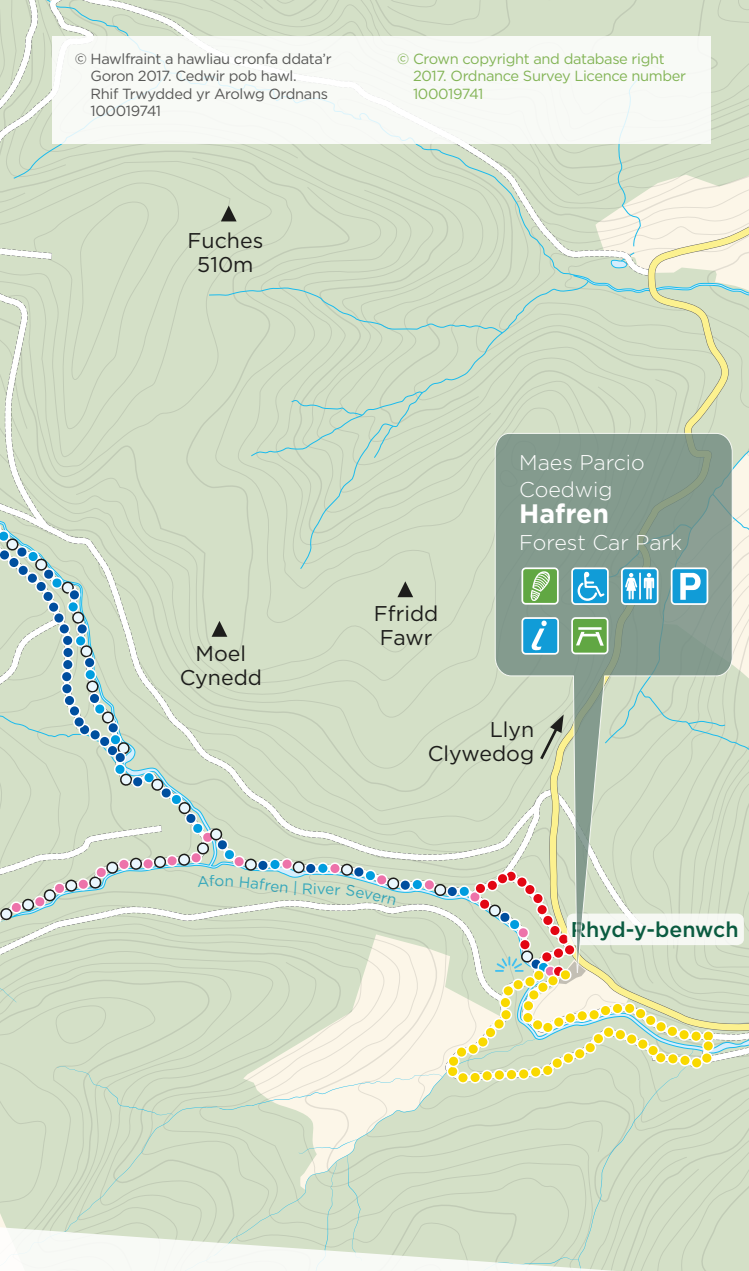 © Hawlfraint a hawliau cronfa ddata'r
Goron 2017. Cedwir pob hawl.
Rhif Trwydded yr Arolwg Ordnans
100019741
© Crown copyright and database right
2017. Ordnance Survey Licence number
100019741
Fuches
510m
Maes Parcio
Coedwig
Hafren
Forest Car Park
P
i
Ffridd
Fawr
Moel
Cynedd
Llyn
Clywedog
Afon Hafren | River Severn
Rhyd-y-benwch